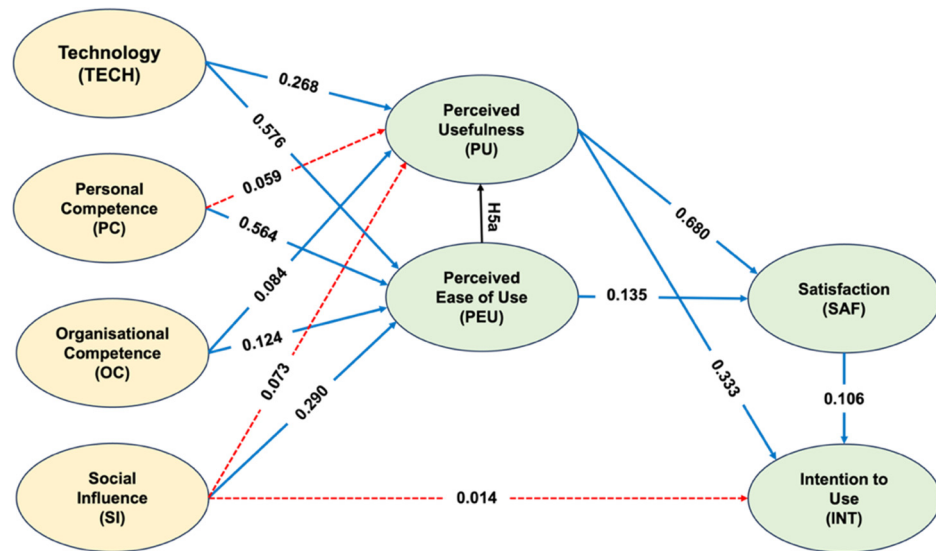 Technology
(TECH)
Personal
Competence
(PC)
Organisational
Competence
(OC)
Social
Influence
(SI)
0.268
0.576
0.059
0.564
0.084
0.124
0.073
0.290
Perceived
Usefulness
(PU)
H5a
Perceived
Ease of Use
(PEU)
0.680
0.135
0.333
0.014
Satisfaction
(SAF)
0.106
Intention to
Use
(INT)